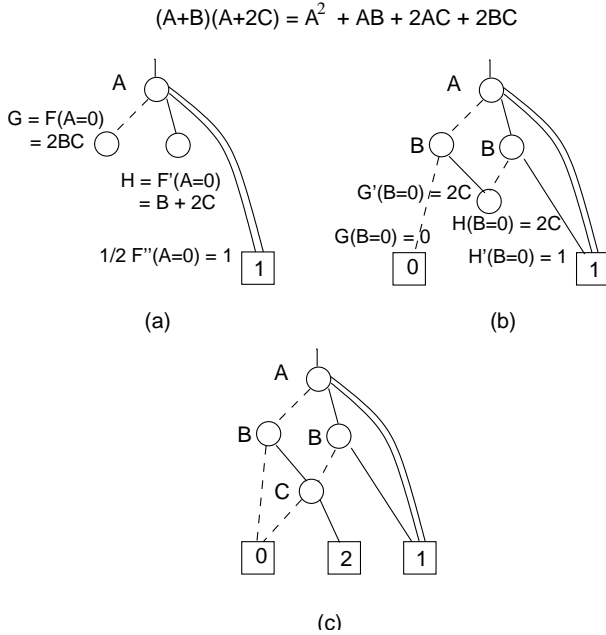 (A+B)(A+2C) = A² + AB + 2AC + 2BC
A
G = F(A=0)
= 2BC
H = F'(A=0)
= B + 2C
1/2 F''(A=0) = 1
1
(a)
A
B
B
G'(B=0) = 2C
H(B=0) = 2C
G(B=0) = 0
H'(B=0) = 1
0
1
(b)
A
B
B
C
0
2
1
(c)